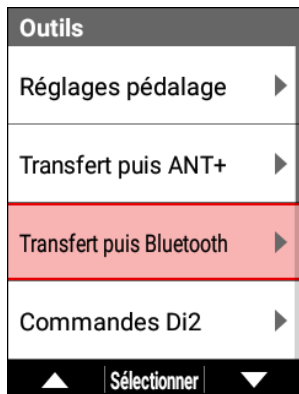 Outils
Réglages pédalage
Transfert puis ANT+
Transfert puis Bluetooth
Commandes Di2
Sélectionner